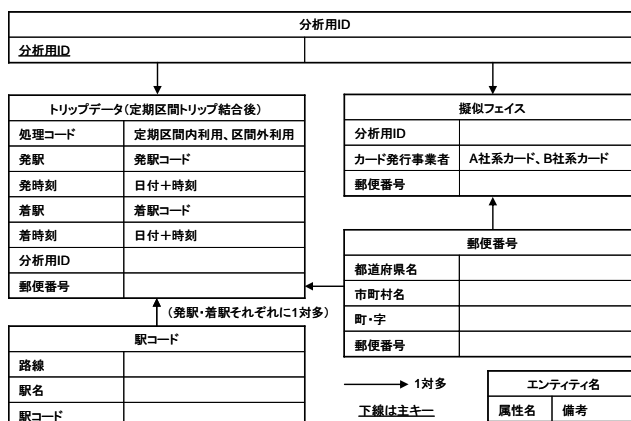 分析用ID
分析用ID
トリップデータ(定期区間トリップ結合後)
処理コード 定期区間内利用、区間外利用
発駅 発駅コード
発時刻 日付+時刻
着駅 着駅コード
着時刻 日付+時刻
分析用ID
郵便番号
擬似フェイス
分析用ID
カード発行事業者 A社系カード、B社系カード
郵便番号
郵便番号
都道府県名
市町村名
町・字
郵便番号
(発駅・着駅それぞれに1対多)
駅コード
路線
駅名
駅コード
1対多
下線は主キー
エンティティ名
属性名 備考